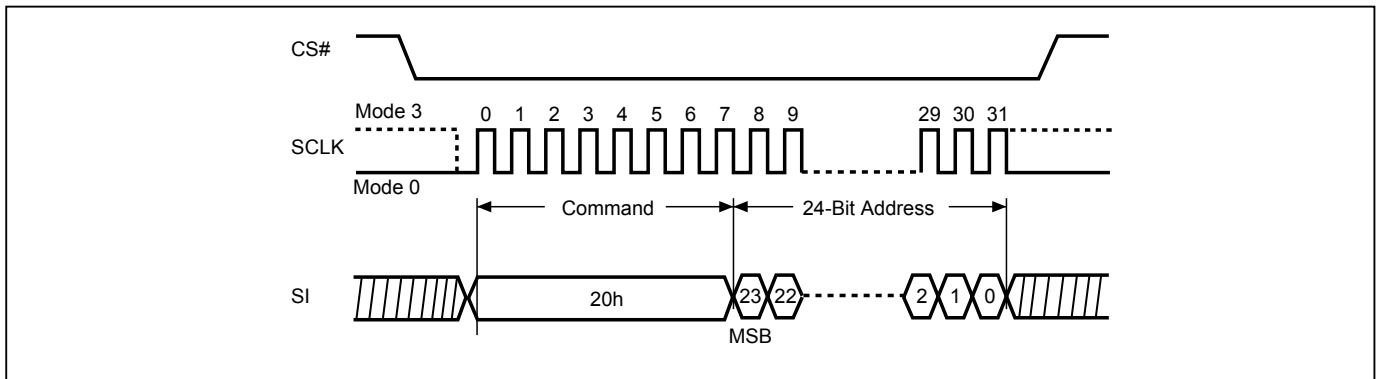 CS#
Mode 3
0 1 2 3 4 5 6 7 8 9 29 30 31
SCLK
Mode 0
Command 24-Bit Address
SI 20h 23 22 2 1 0
MSB